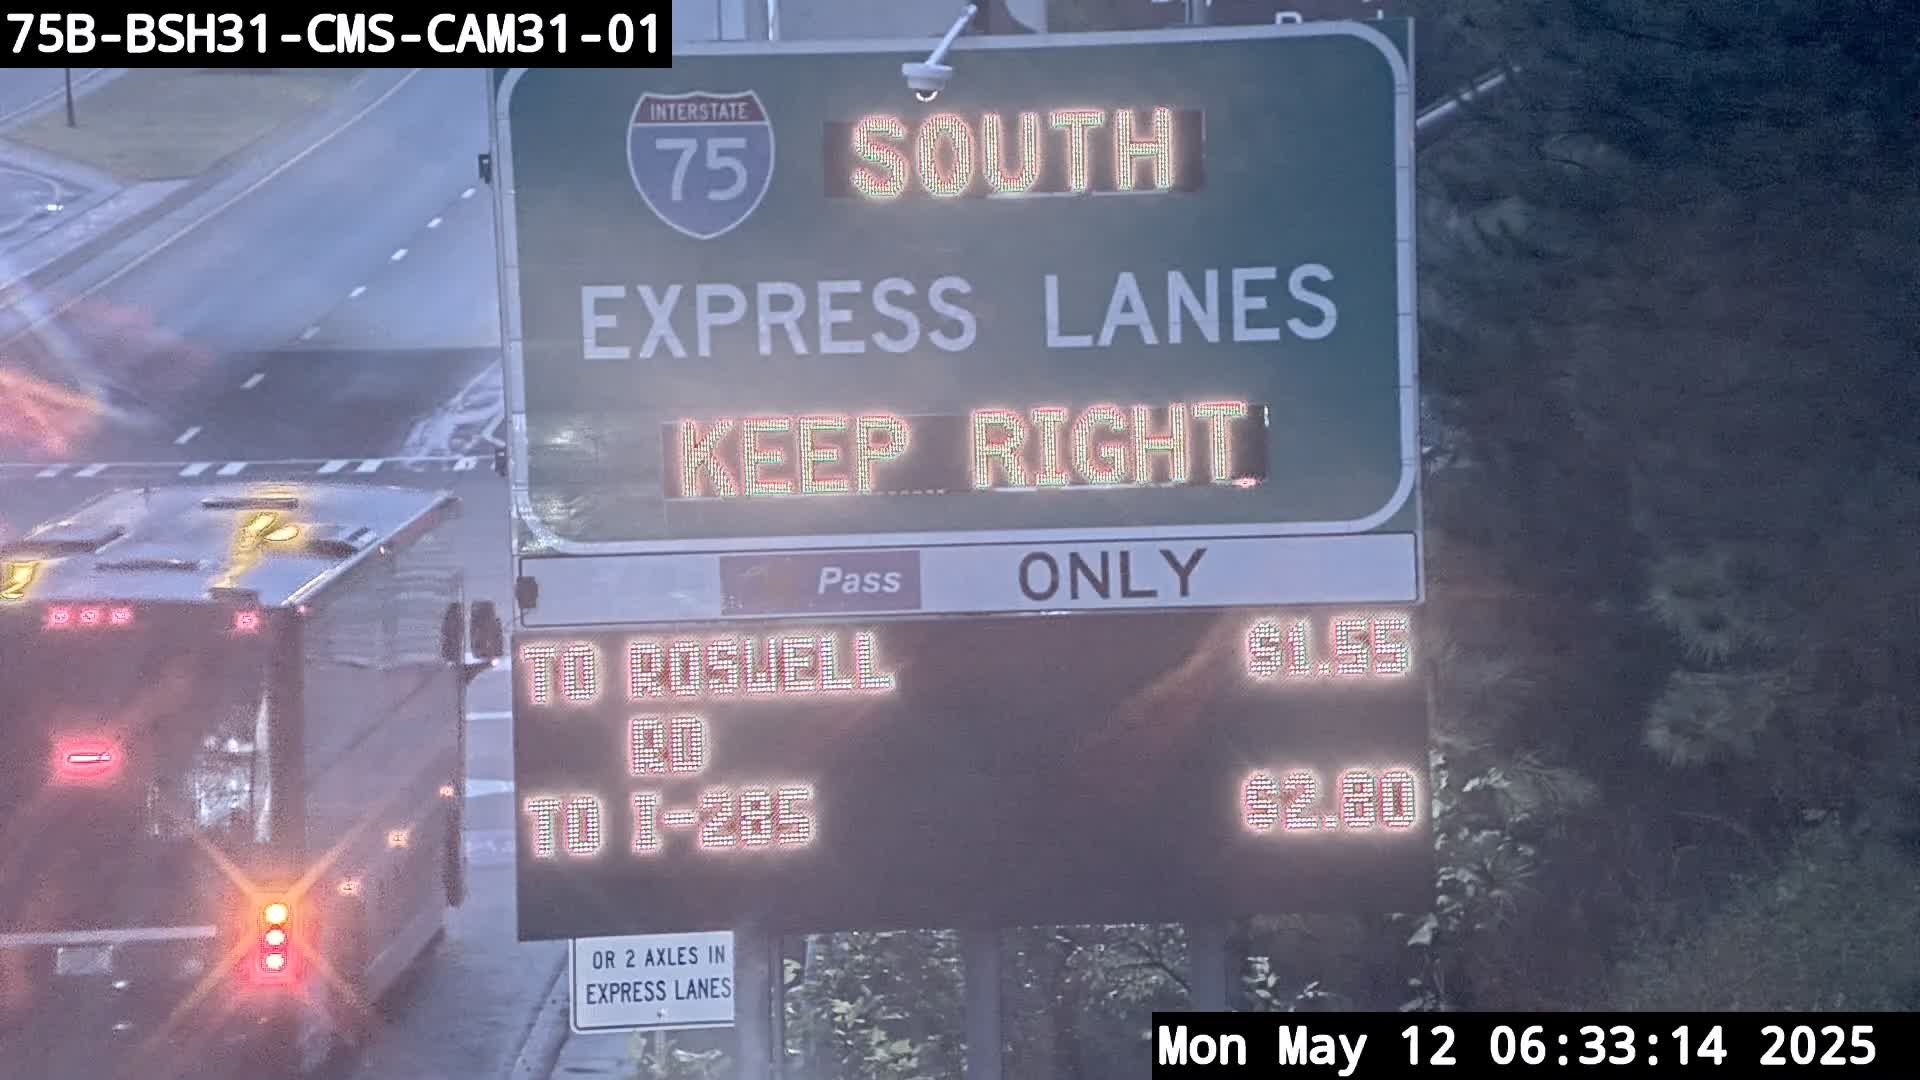 75B-BSH31-CMS-CAM31-01
INTERSTATE
75
SOUTH
EXPRESS LANES
KEEP RIGHT
Pass ONLY
TO ROSWELL $1.55
RD
TO I-285 $2.80
OR 2 AXLES IN
EXPRESS LANES
Mon May 12 06:33:14 2025